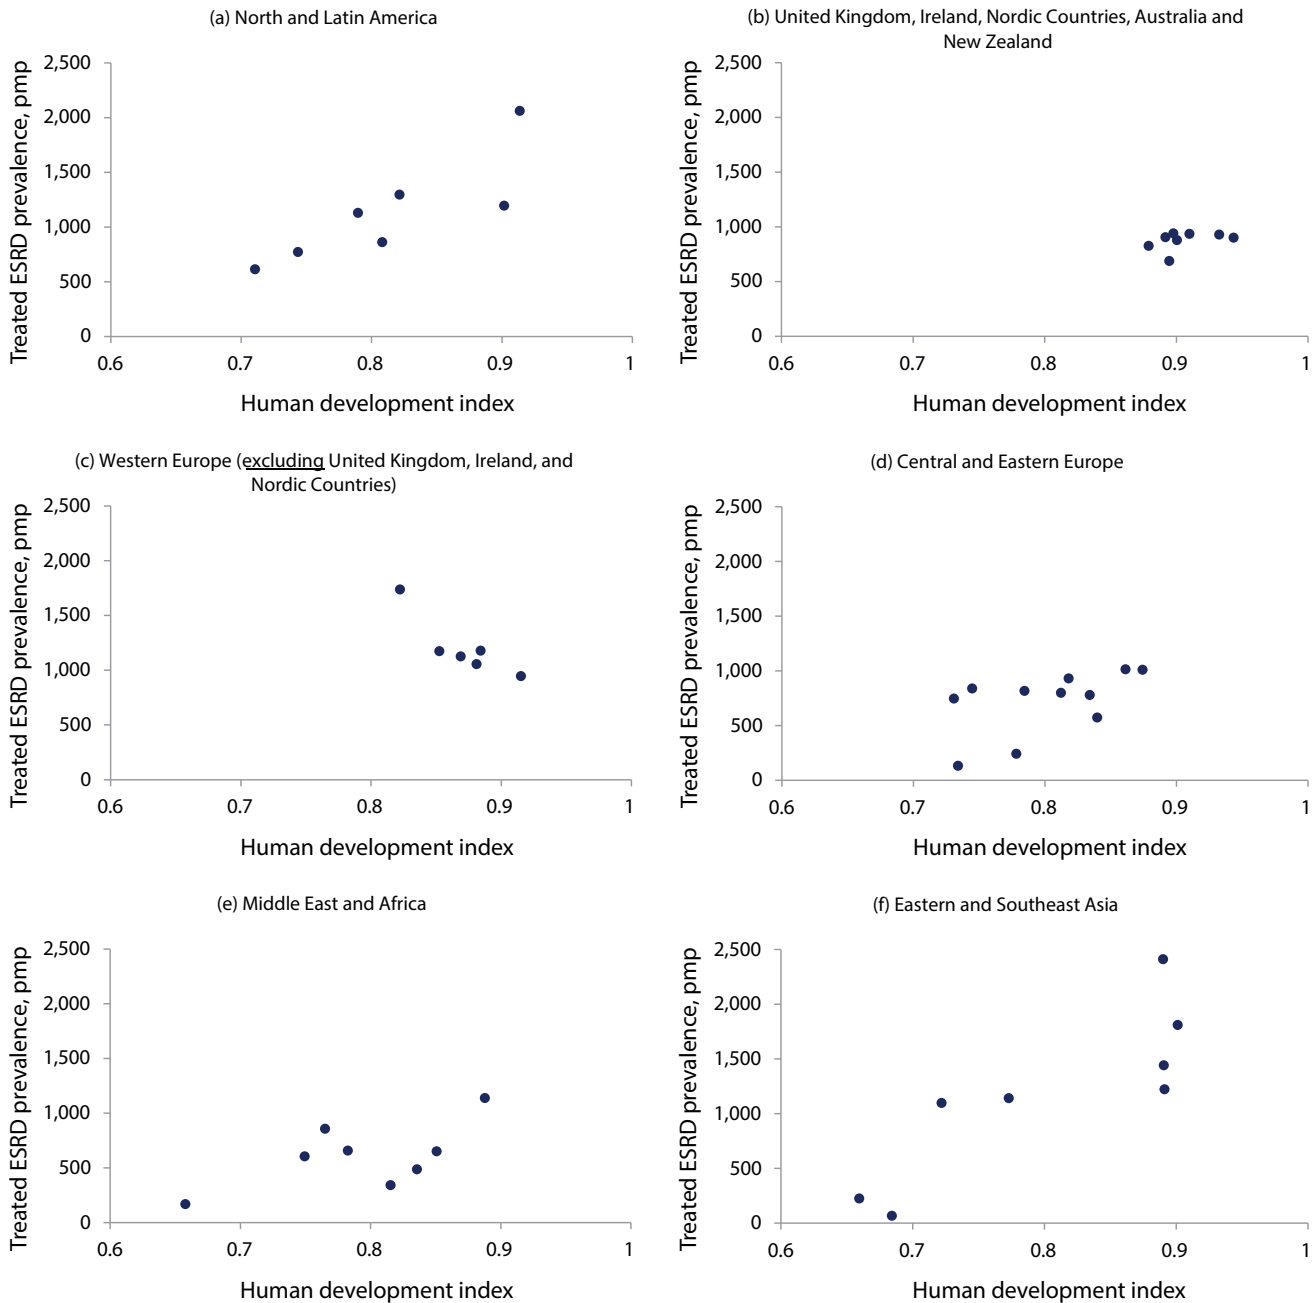 (a) North and Latin America
Treated ESRD prevalence, pmp
2,500
2,000
1,500
1,000
500
0
0.6 0.7 0.8 0.9 1
Human development index
(b) United Kingdom, Ireland, Nordic Countries, Australia and
New Zealand
Treated ESRD prevalence, pmp
2,500
2,000
1,500
1,000
500
0
0.6 0.7 0.8 0.9 1
Human development index
(c) Western Europe (excluding United Kingdom, Ireland, and
Nordic Countries)
Treated ESRD prevalence, pmp
2,500
2,000
1,500
1,000
500
0
0.6 0.7 0.8 0.9 1
Human development index
(d) Central and Eastern Europe
Treated ESRD prevalence, pmp
2,500
2,000
1,500
1,000
500
0
0.6 0.7 0.8 0.9 1
Human development index
(e) Middle East and Africa
Treated ESRD prevalence, pmp
2,500
2,000
1,500
1,000
500
0
0.6 0.7 0.8 0.9 1
Human development index
(f) Eastern and Southeast Asia
Treated ESRD prevalence, pmp
2,500
2,000
1,500
1,000
500
0
0.6 0.7 0.8 0.9 1
Human development index